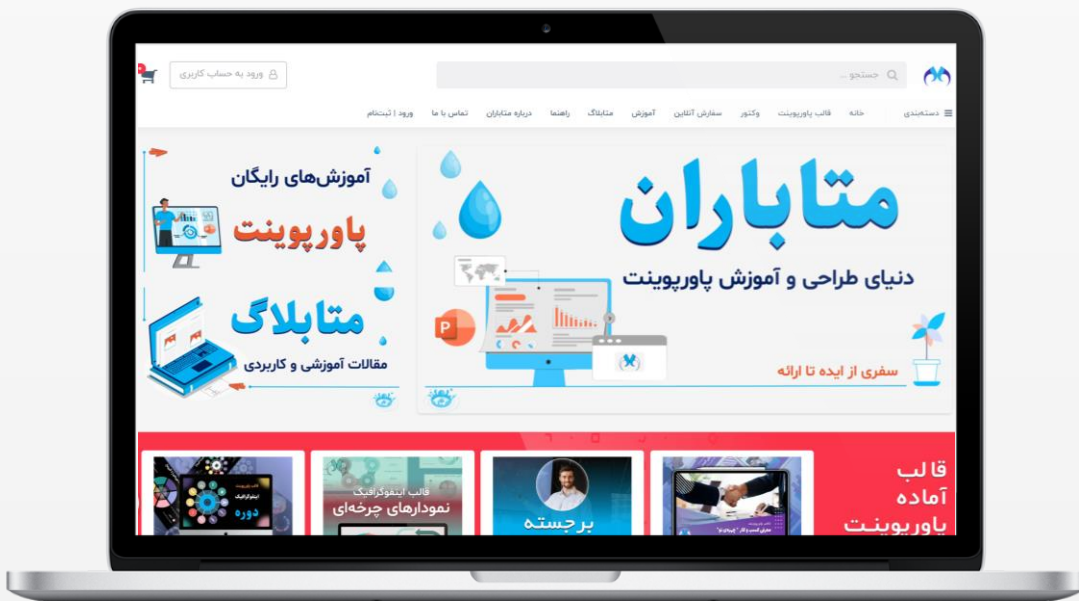 جستجو ...
ورود به حساب کاربری
دسته‌بندی
خانه
قالب پاورپوینت
وکتور
سفارش آنلاین
آموزش
متابلاگ
راهنما
درباره متاباران
تماس با ما
ورود | ثبت‌نام
متاباران
دنیای طراحی و آموزش پاورپوینت
سفری از ایده تا ارائه
P
آموزش‌های رایگان
پاورپوینت
متابلاگ
مقالات آموزشی و کاربردی
قالب
آماده
پاورپوینت
برجسته
قالب اینفوگرافیک
نمودارهای چرخه‌ای
اینفوگرافیک
دوره